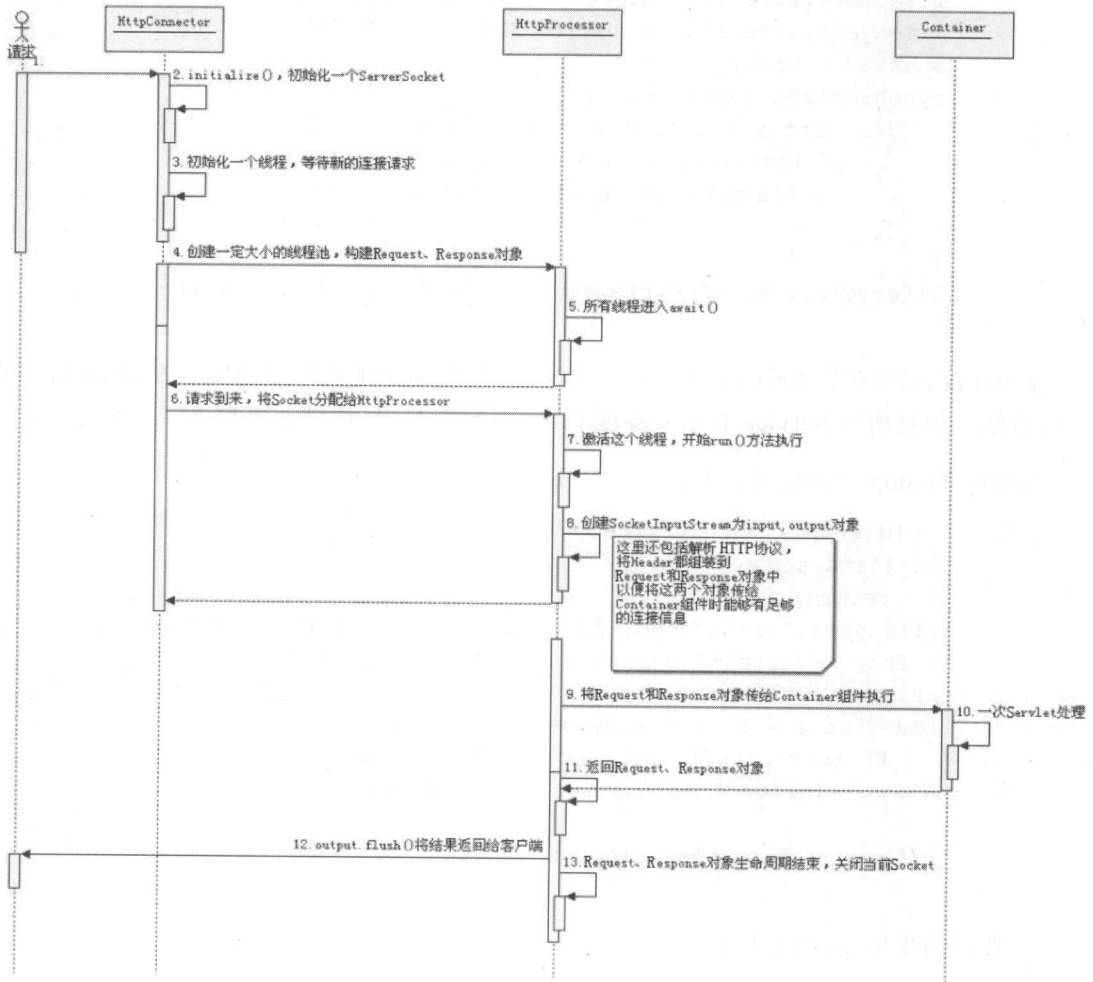 HttpConnector
HttpProcessor
Container
请求
1.
2.initialize()，初始化一个ServerSocket
3.初始化一个线程，等待新的连接请求
4.创建一定大小的线程池，构建Request、Response对象
5.所有线程进入await()
6.请求到来，将Socket分配给HttpProcessor
7.激活这个线程，开始run()方法执行
8.创建SocketInputStream为input,output对象
这里还包括解析 HTTP协议，
将Header都组装到
Request和Response对象中
以便将这两个对象传给
Container组件时能够有足够
的连接信息
9.将Request和Response对象传给Container组件执行
10.一次Servlet处理
11.返回Request、Response对象
12.output.flush()将结果返回给客户端
13.Request、Response对象生命周期结束，关闭当前Socket